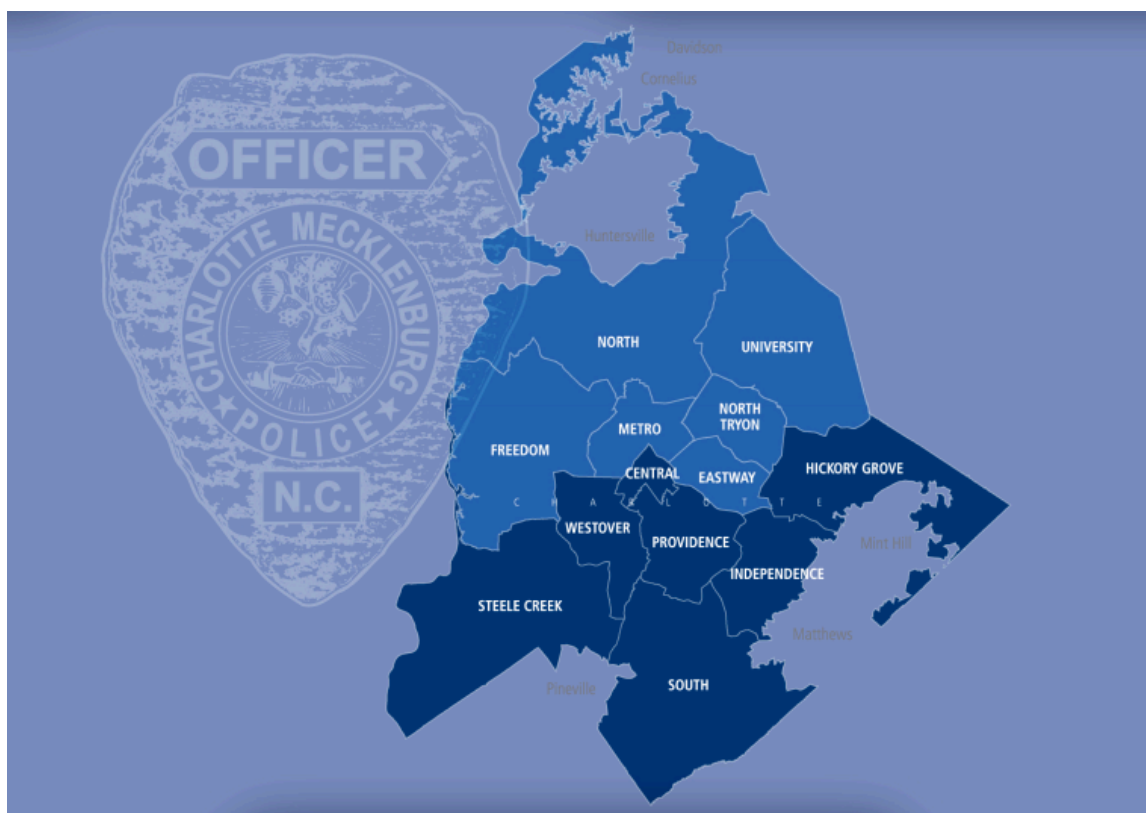 Davidson
Cornelius
OFFICER
CHARLOTTE MECKLENBURG
POLICE
N.C.
Huntersville
NORTH
UNIVERSITY
NORTH
TRYON
METRO
FREEDOM
CENTRAL
EASTWAY
HICKORY GROVE
CHARLOTTE
WESTOVER
PROVIDENCE
Mint Hill
INDEPENDENCE
STEELE CREEK
Matthews
SOUTH
Pineville